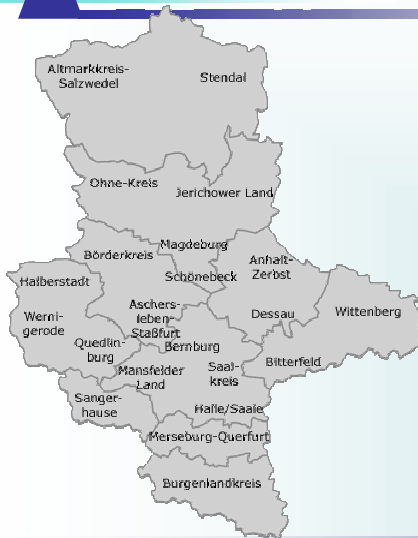 Altmarkkreis-
Salzwedel
Stendal
Ohne-Kreis
Jerichower Land
Magdeburg
Börderkreis
Anhalt-
Zerbst
Schönebeck
Halberstadt
Aschers-
leben-
Staßfurt
Dessau
Wittenberg
Werni-
gerode
Quedlin-
burg
Bernburg
Bitterfeld
Mansfelder
Land
Saal-
kreis
Sanger-
hause
Halle/Saale
Merseburg-Querfurt
Burgenlandkreis